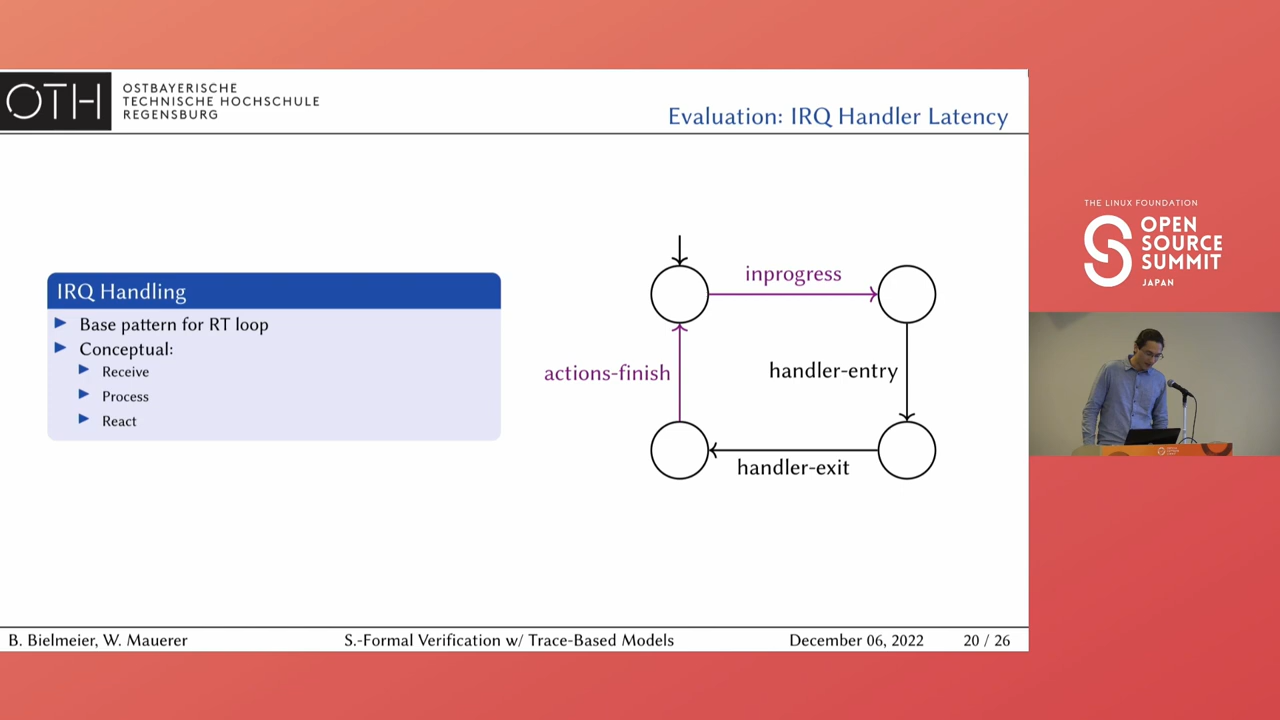 OTH
OSTBAYERISCHE
TECHNISCHE HOCHSCHULE
REGENSBURG
Evaluation: IRQ Handler Latency
IRQ Handling
Base pattern for RT loop
Conceptual:
Receive
Process
React
inprogress
actions-finish
handler-entry
handler-exit
B. Bielmeier, W. Mauerer
S.-Formal Verification w/ Trace-Based Models
December 06, 2022
20 / 26
THE LINUX FOUNDATION
OPEN
SOURCE
SUMMIT
JAPAN